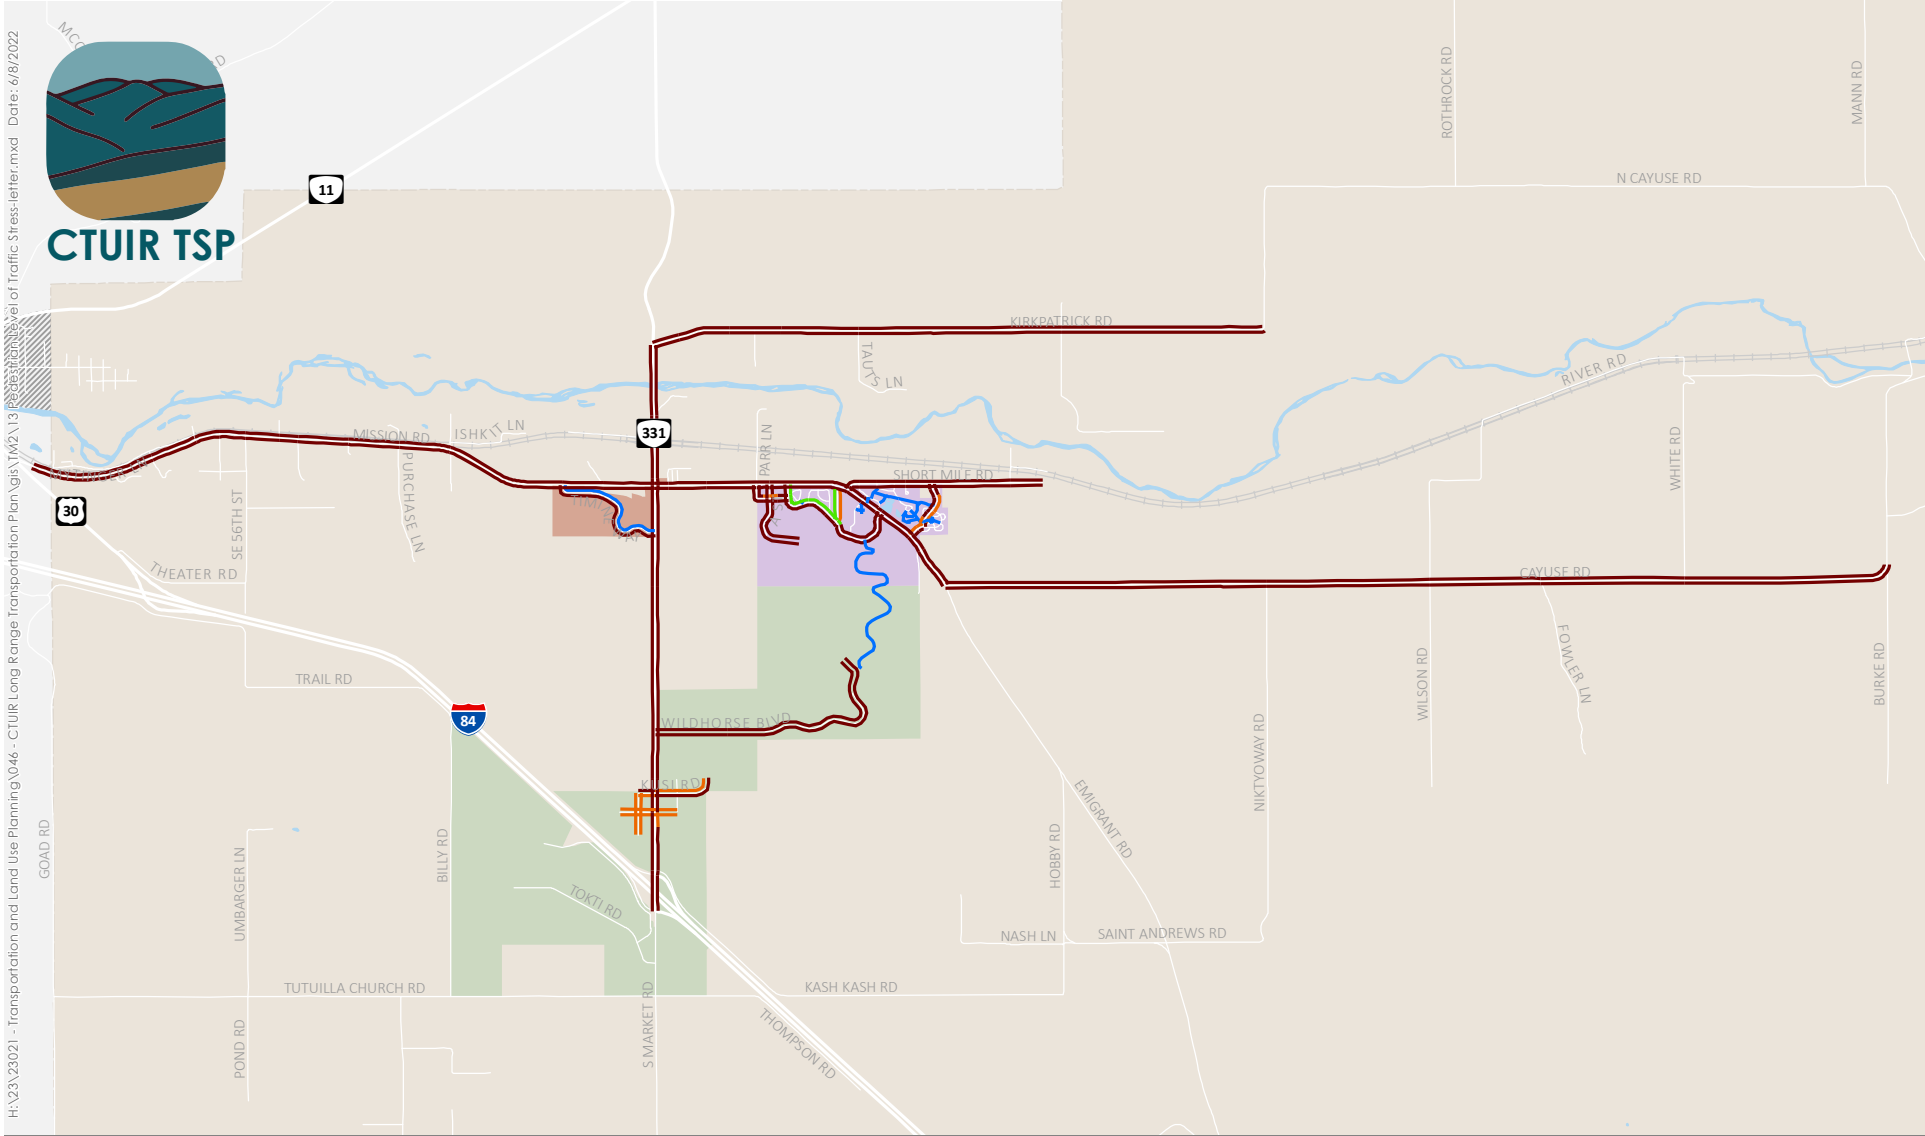 H:\23\23021 - Transportation and Land Use Planning\046 - CTUIR Long Range Transportation Plan\gis\TM2\13 Pedestrian Level of Traffic Stress-letter.mxd Date: 6/8/2022
CTUIR TSP
11
ROTHROCK RD
MANN RD
N CAYUSE RD
KIRKPATRICK RD
TAUTS LN
RIVER RD
331
MISSION RD
ISHKIT LN
PURCHASE LN
PARR LN
SHORT MILE RD
WHITE RD
30
SE 56TH ST
THEATER RD
CAYUSE RD
TRAIL RD
84
WILDHORSE BLVD
WILSON RD
FOWLER LN
BURKE RD
NIKTYOWAY RD
KUSI RD
EMIGRANT RD
GOAD RD
UMBARGER LN
BILLY RD
TOKTI RD
HOBBY RD
NASH LN
SAINT ANDREWS RD
TUTUILLA CHURCH RD
KASH KASH RD
POND RD
S MARKET RD
THOMPSON RD